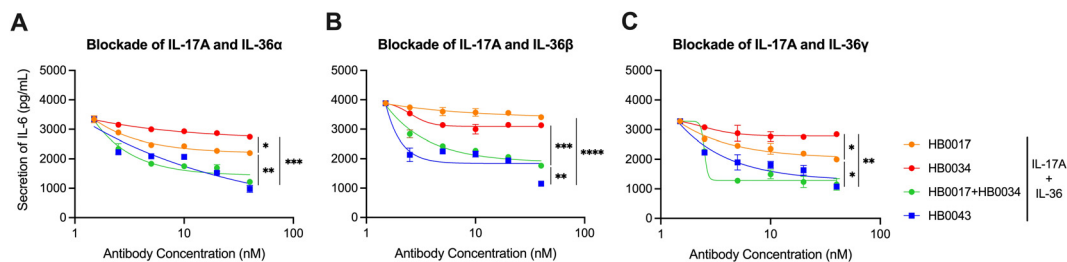 A
Blockade of IL-17A and IL-36α
Secretion of IL-6 (pg/mL)
5000
4000
3000
2000
1000
0
1
10
100
Antibody Concentration (nM)
*
**
***
B
Blockade of IL-17A and IL-36β
5000
4000
3000
2000
1000
0
1
10
100
Antibody Concentration (nM)
***
**
****
C
Blockade of IL-17A and IL-36γ
5000
4000
3000
2000
1000
0
1
10
100
Antibody Concentration (nM)
*
*
**
HB0017
HB0034
HB0017+HB0034
HB0043
IL-17A
+
IL-36